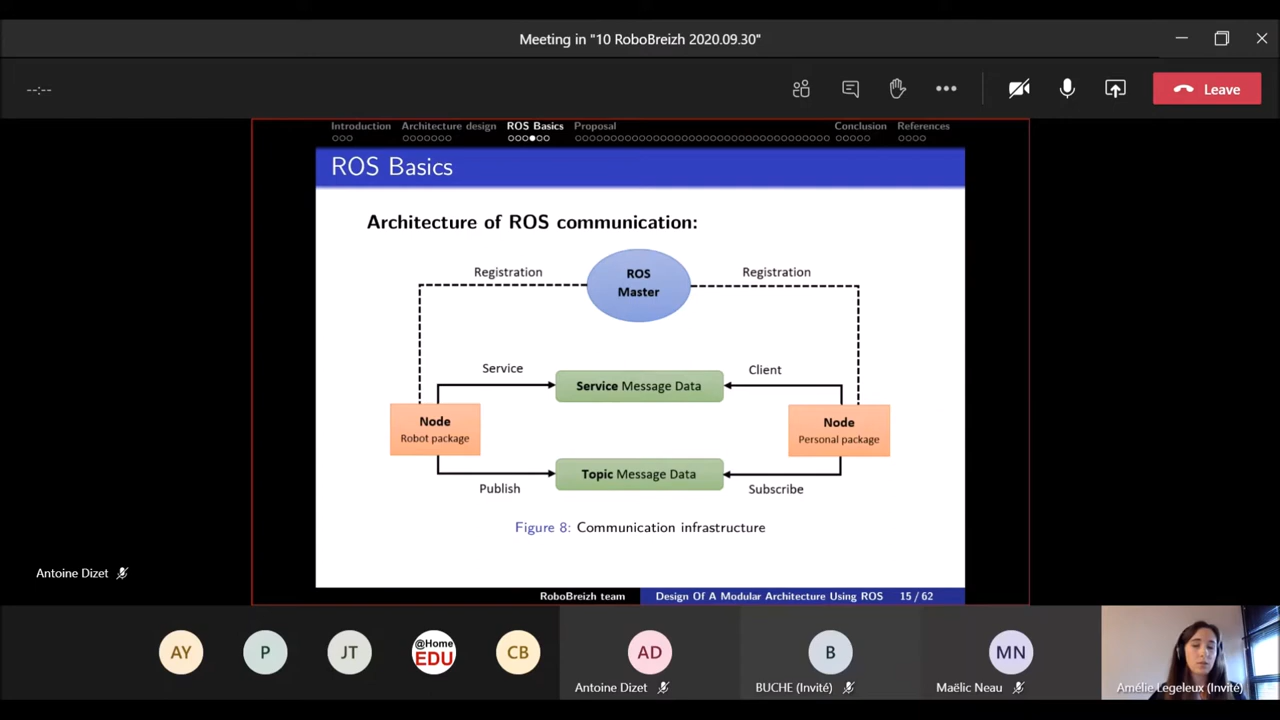 Meeting in "10 RoboBreizh 2020.09.30"
--:--
Leave
Introduction Architecture design ROS Basics Proposal Conclusion References
ROS Basics
Architecture of ROS communication:
Registration
ROS
Master
Registration
Service
Service Message Data
Client
Node
Robot package
Node
Personal package
Publish
Topic Message Data
Subscribe
Figure 8: Communication infrastructure
Antoine Dizet
RoboBreizh team Design Of A Modular Architecture Using ROS 15 / 62
AY
P
JT
@Home
EDU
CB
AD
Antoine Dizet
B
BUCHE (Invité)
MN
Maëlic Neau
Amélie Legeleux (Invité)